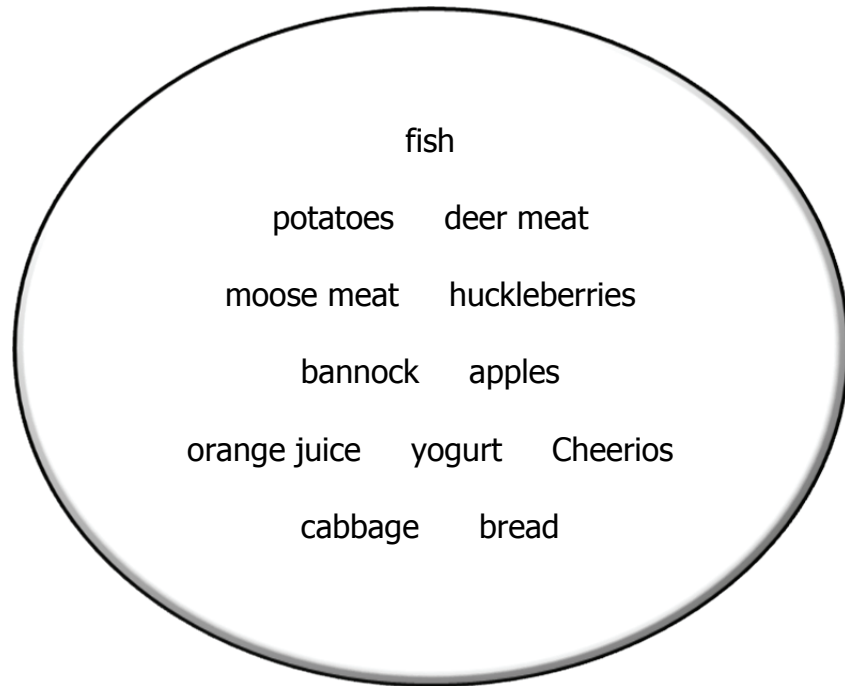 fish
potatoes deer meat
moose meat huckleberries
bannock apples
orange juice yogurt Cheerios
cabbage bread